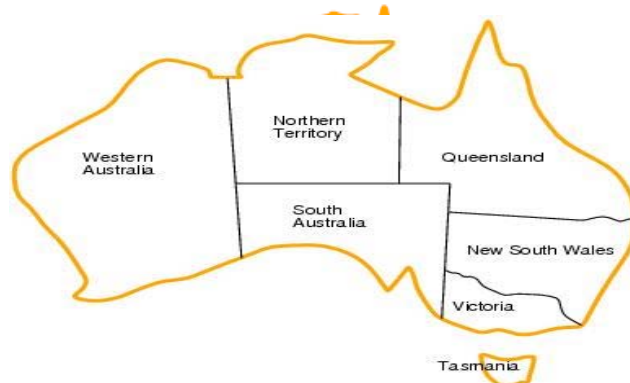 Northern
Territory
Western
Australia
Queensland
South
Australia
New South Wales
Victoria
Tasmania